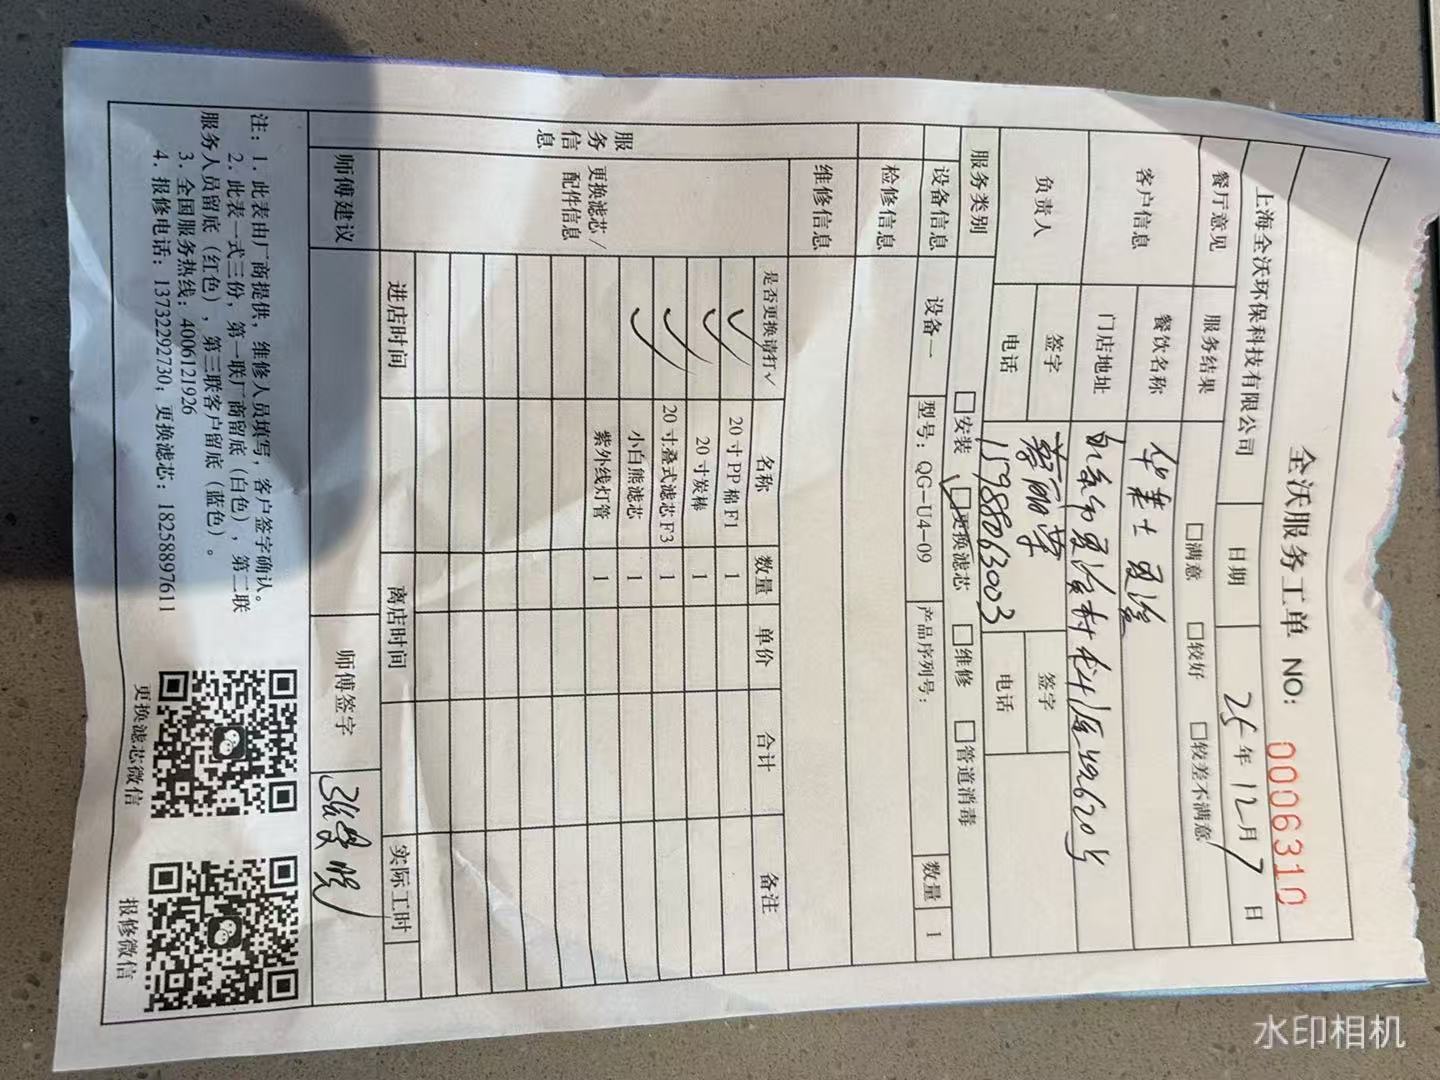 全沃服务工单 NO: 0006310
上海全沃环保科技有限公司 日期 25年12月7日
餐厅意见 服务结果 □满意 □较好 □较差不满意
客户信息 餐饮名称 华莱士
门店地址 620号
负责人 签字 签字
电话 15988063003 电话
服务类别 □安装 □更换滤芯 □维修 □管道消毒
设备信息 设备一 型号：QG-U4-09 产品序列号： 数量 1
检修信息
维修信息
服务信息
更换滤芯/配件信息
是否更换请打✓ 名称 数量 单价 合计 备注
✓ 20寸PP棉F1 1
✓ 20寸炭棒 1
✓ 20寸叠式滤芯F3 1
✓ 小白熊滤芯 1
紫外线灯管 1
进店时间 离店时间 实际工时
师傅建议 师傅签字
注：1. 此表由厂商提供，维修人员填写，客户签字确认。
2. 此表一式三份，第一联厂商留底（白色），第二联
服务人员留底（红色），第三联客户留底（蓝色）。
3. 全国服务热线：4006121926
4. 报修电话：13732292730；更换滤芯：18258897611
更换滤芯微信 报修微信
水印相机